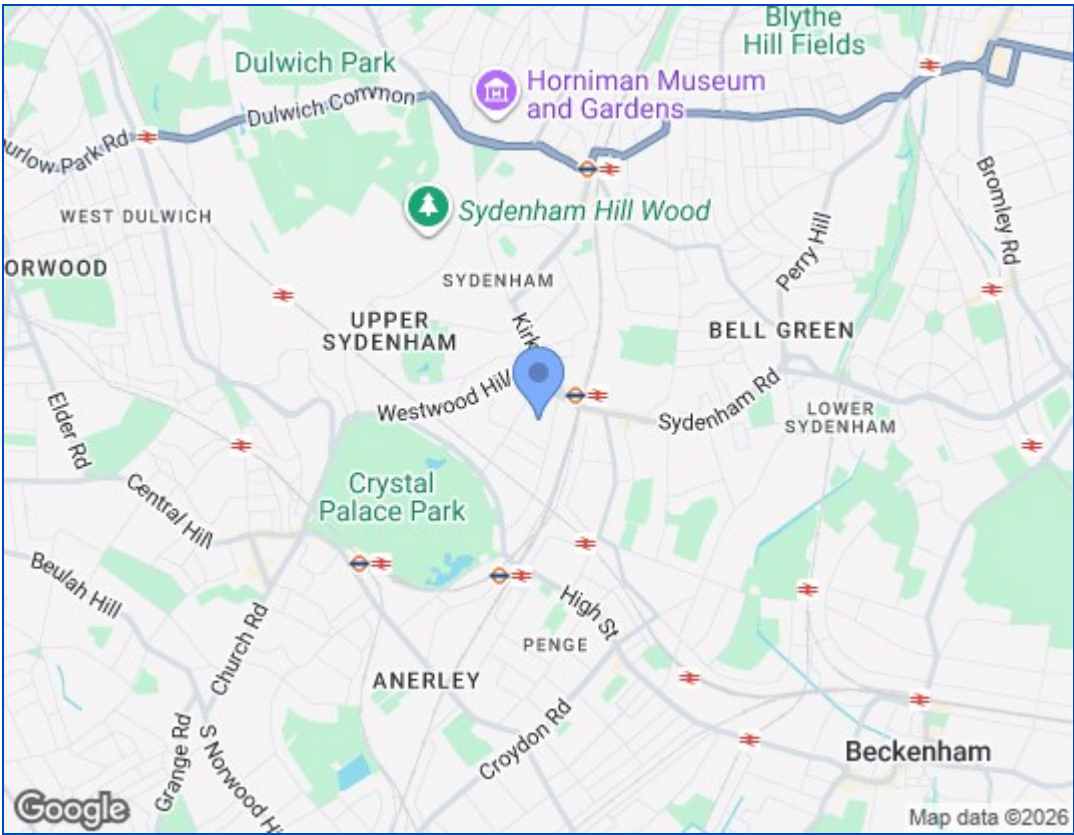 Blythe
Hill Fields
Dulwich Park
Horniman Museum
and Gardens
Dulwich Common
urlow Park Rd
WEST DULWICH
Sydenham Hill Wood
Bromley Rd
Perry Hill
ORWOOD
SYDENHAM
UPPER
SYDENHAM
Kirk
BELL GREEN
Westwood Hill
Sydenham Rd
LOWER
SYDENHAM
Elder Rd
Crystal
Palace Park
Central Hill
Beulah Hill
High St
Church Rd
PENGE
ANERLEY
Croydon Rd
Grange Rd
S Norwood Hi
Beckenham
Google
Map data ©2026